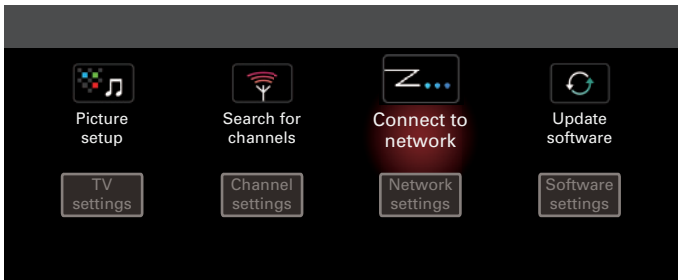 Picture
setup
Search for
channels
Connect to
network
Update
software
TV
settings
Channel
settings
Network
settings
Software
settings